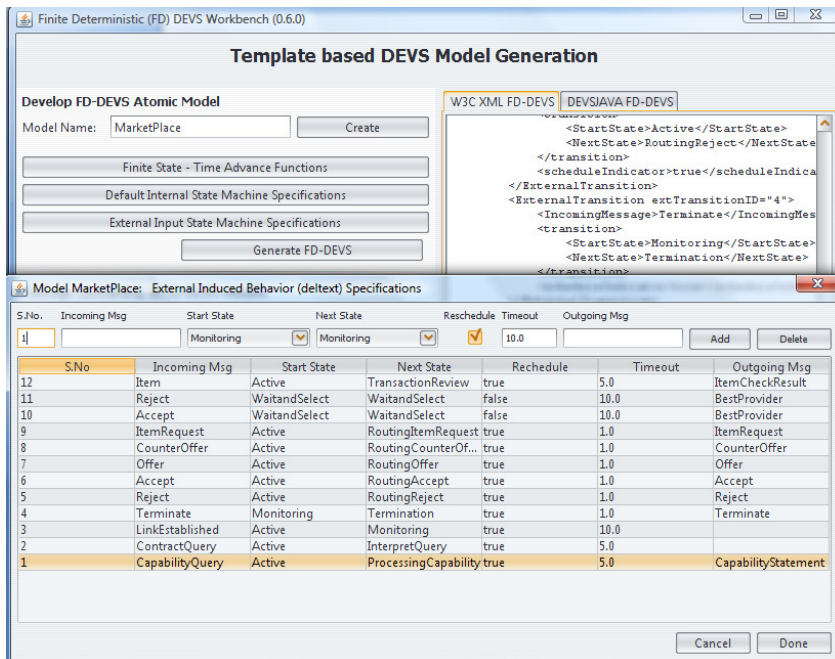 Finite Deterministic (FD) DEVS Workbench (0.6.0)
Template based DEVS Model Generation
Develop FD-DEVS Atomic Model
Model Name: MarketPlace Create
Finite State - Time Advance Functions
Default Internal State Machine Specifications
External Input State Machine Specifications
Generate FD-DEVS
W3C XML FD-DEVS DEVSJAVA FD-DEVS
<StartState>Active</StartState>
<NextState>RoutingReject</NextState
</transition>
<scheduleIndicator>true</scheduleIndica
</ExternalTransition>
<ExternalTransition extTransitionID="4">
<IncomingMessage>Terminate</IncomingMes
<transition>
<StartState>Monitoring</StartState>
<NextState>Termination</NextState>
</transition>
Model MarketPlace: External Induced Behavior (deltext) Specifications
S.No. Incoming Msg Start State Next State Reschedule Timeout Outgoing Msg
1 Monitoring Monitoring 10.0 Add Delete
S.No Incoming Msg Start State Next State Rechedule Timeout Outgoing Msg
12 Item Active TransactionReview true 5.0 ItemCheckResult
11 Reject WaitandSelect WaitandSelect false 10.0 BestProvider
10 Accept WaitandSelect WaitandSelect false 10.0 BestProvider
9 ItemRequest Active RoutingItemRequest true 1.0 ItemRequest
8 CounterOffer Active RoutingCounterOf... true 1.0 CounterOffer
7 Offer Active RoutingOffer true 1.0 Offer
6 Accept Active RoutingAccept true 1.0 Accept
5 Reject Active RoutingReject true 1.0 Reject
4 Terminate Monitoring Termination true 1.0 Terminate
3 LinkEstablished Active Monitoring true 10.0
2 ContractQuery Active InterpretQuery true 5.0
1 CapabilityQuery Active ProcessingCapability true 5.0 CapabilityStatement
Cancel Done